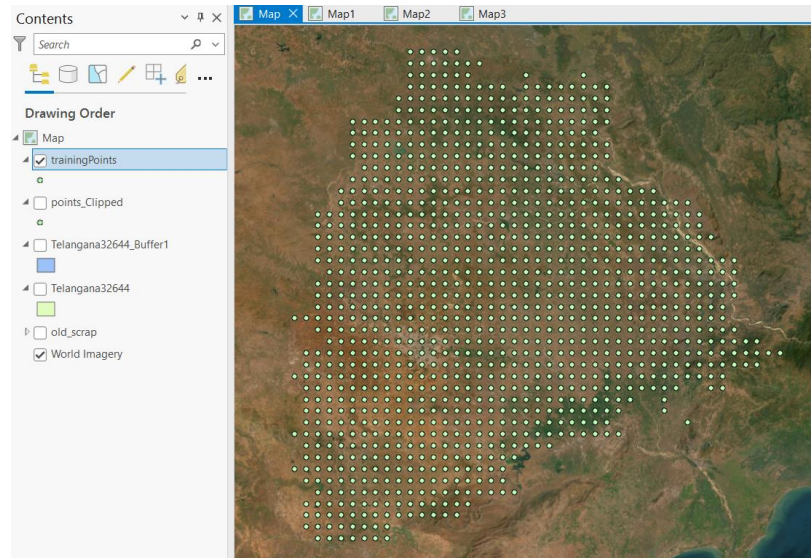 Contents
Map
Map1
Map2
Map3
Search
Drawing Order
Map
trainingPoints
points_Clipped
Telangana32644_Buffer1
Telangana32644
old_scrap
World Imagery